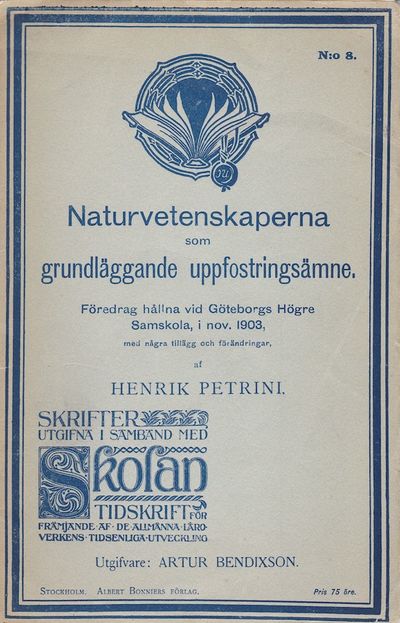 N:o 8.
Naturvetenskaperna
som
grundläggande uppfostringsämne.
Föredrag hållna vid Göteborgs Högre
Samskola, i nov. 1903,
med några tillägg och förändringar,
af
HENRIK PETRINI.
SKRIFTER
UTGIFNA I SAMBAND MED
Skolan
TIDSKRIFT FÖR
FRÄMJANDE·AF·DE·ALLMÄNNA·LÄRO-
VERKENS·TIDSENLIGA·UTVECKLING
Utgifvare: ARTUR BENDIXSON.
STOCKHOLM. ALBERT BONNIERS FÖRLAG.
Pris 75 öre.